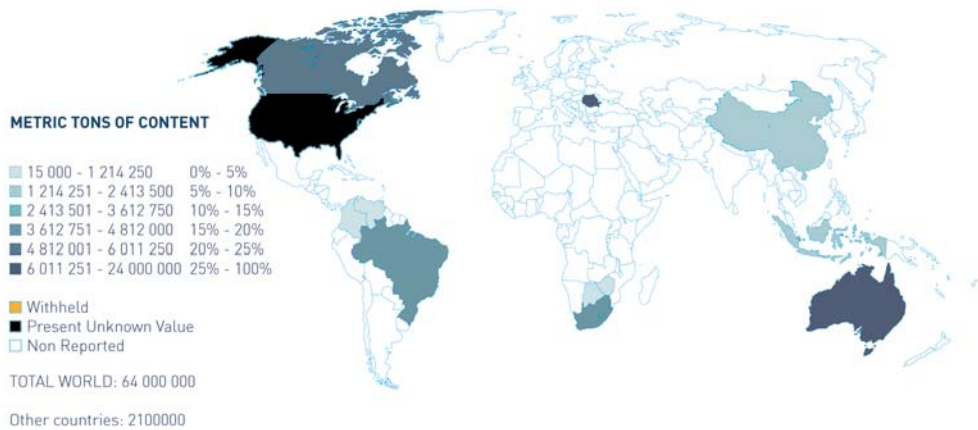 METRIC TONS OF CONTENT
15 000 - 1 214 250 0% - 5%
1 214 251 - 2 413 500 5% - 10%
2 413 501 - 3 612 750 10% - 15%
3 612 751 - 4 812 000 15% - 20%
4 812 001 - 6 011 250 20% - 25%
6 011 251 - 24 000 000 25% - 100%
Withheld
Present Unknown Value
Non Reported
TOTAL WORLD: 64 000 000
Other countries: 2100000